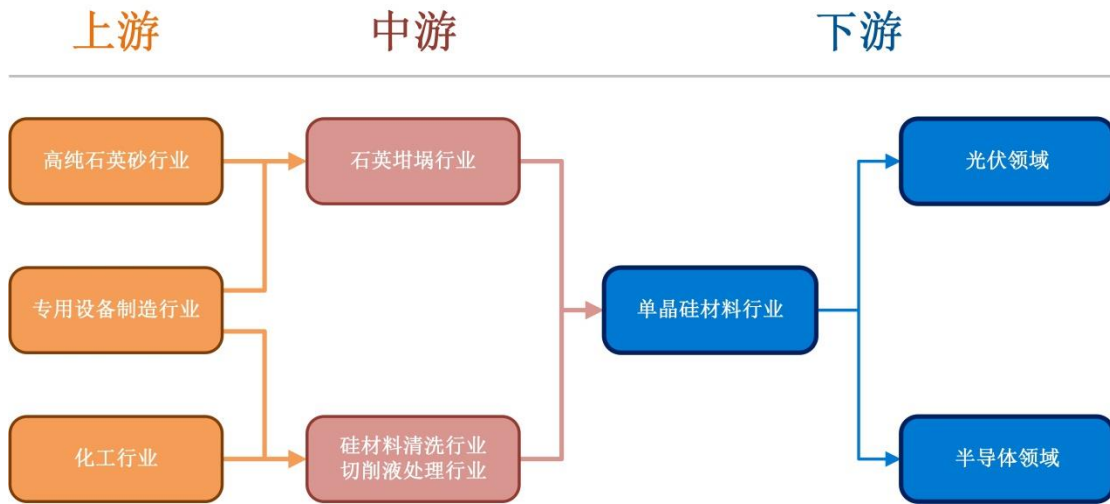 上游
中游
下游
高纯石英砂行业
石英坩埚行业
光伏领域
专用设备制造行业
单晶硅材料行业
化工行业
硅材料清洗行业
切削液处理行业
半导体领域